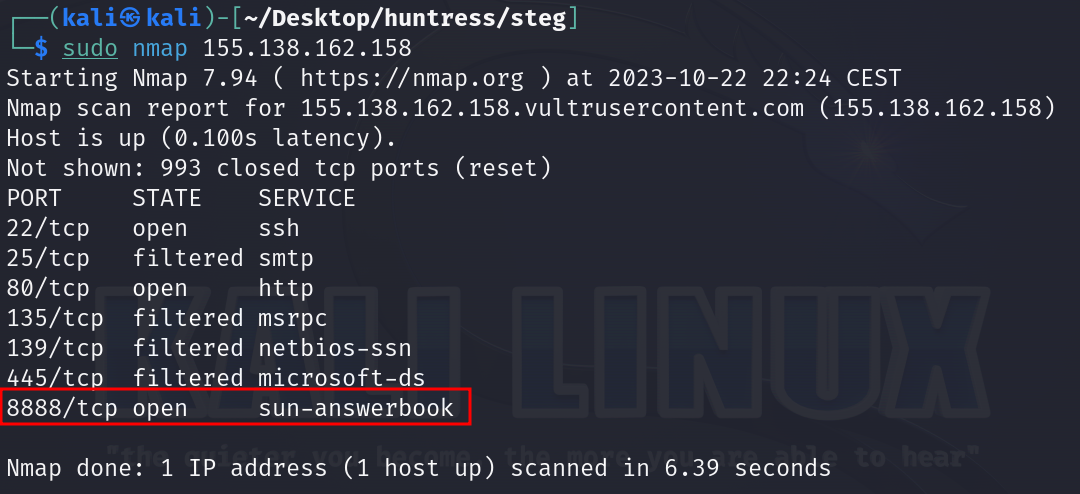 ┌──(kali㉿kali)-[~/Desktop/huntress/steg]
└─$ sudo nmap 155.138.162.158
Starting Nmap 7.94 ( https://nmap.org ) at 2023-10-22 22:24 CEST
Nmap scan report for 155.138.162.158.vultrusercontent.com (155.138.162.158)
Host is up (0.100s latency).
Not shown: 993 closed tcp ports (reset)
PORT     STATE    SERVICE
22/tcp   open     ssh
25/tcp   filtered smtp
80/tcp   open     http
135/tcp  filtered msrpc
139/tcp  filtered netbios-ssn
445/tcp  filtered microsoft-ds
8888/tcp open     sun-answerbook
KALI LINUX
"the quieter you become, the more you are able to hear"
Nmap done: 1 IP address (1 host up) scanned in 6.39 seconds